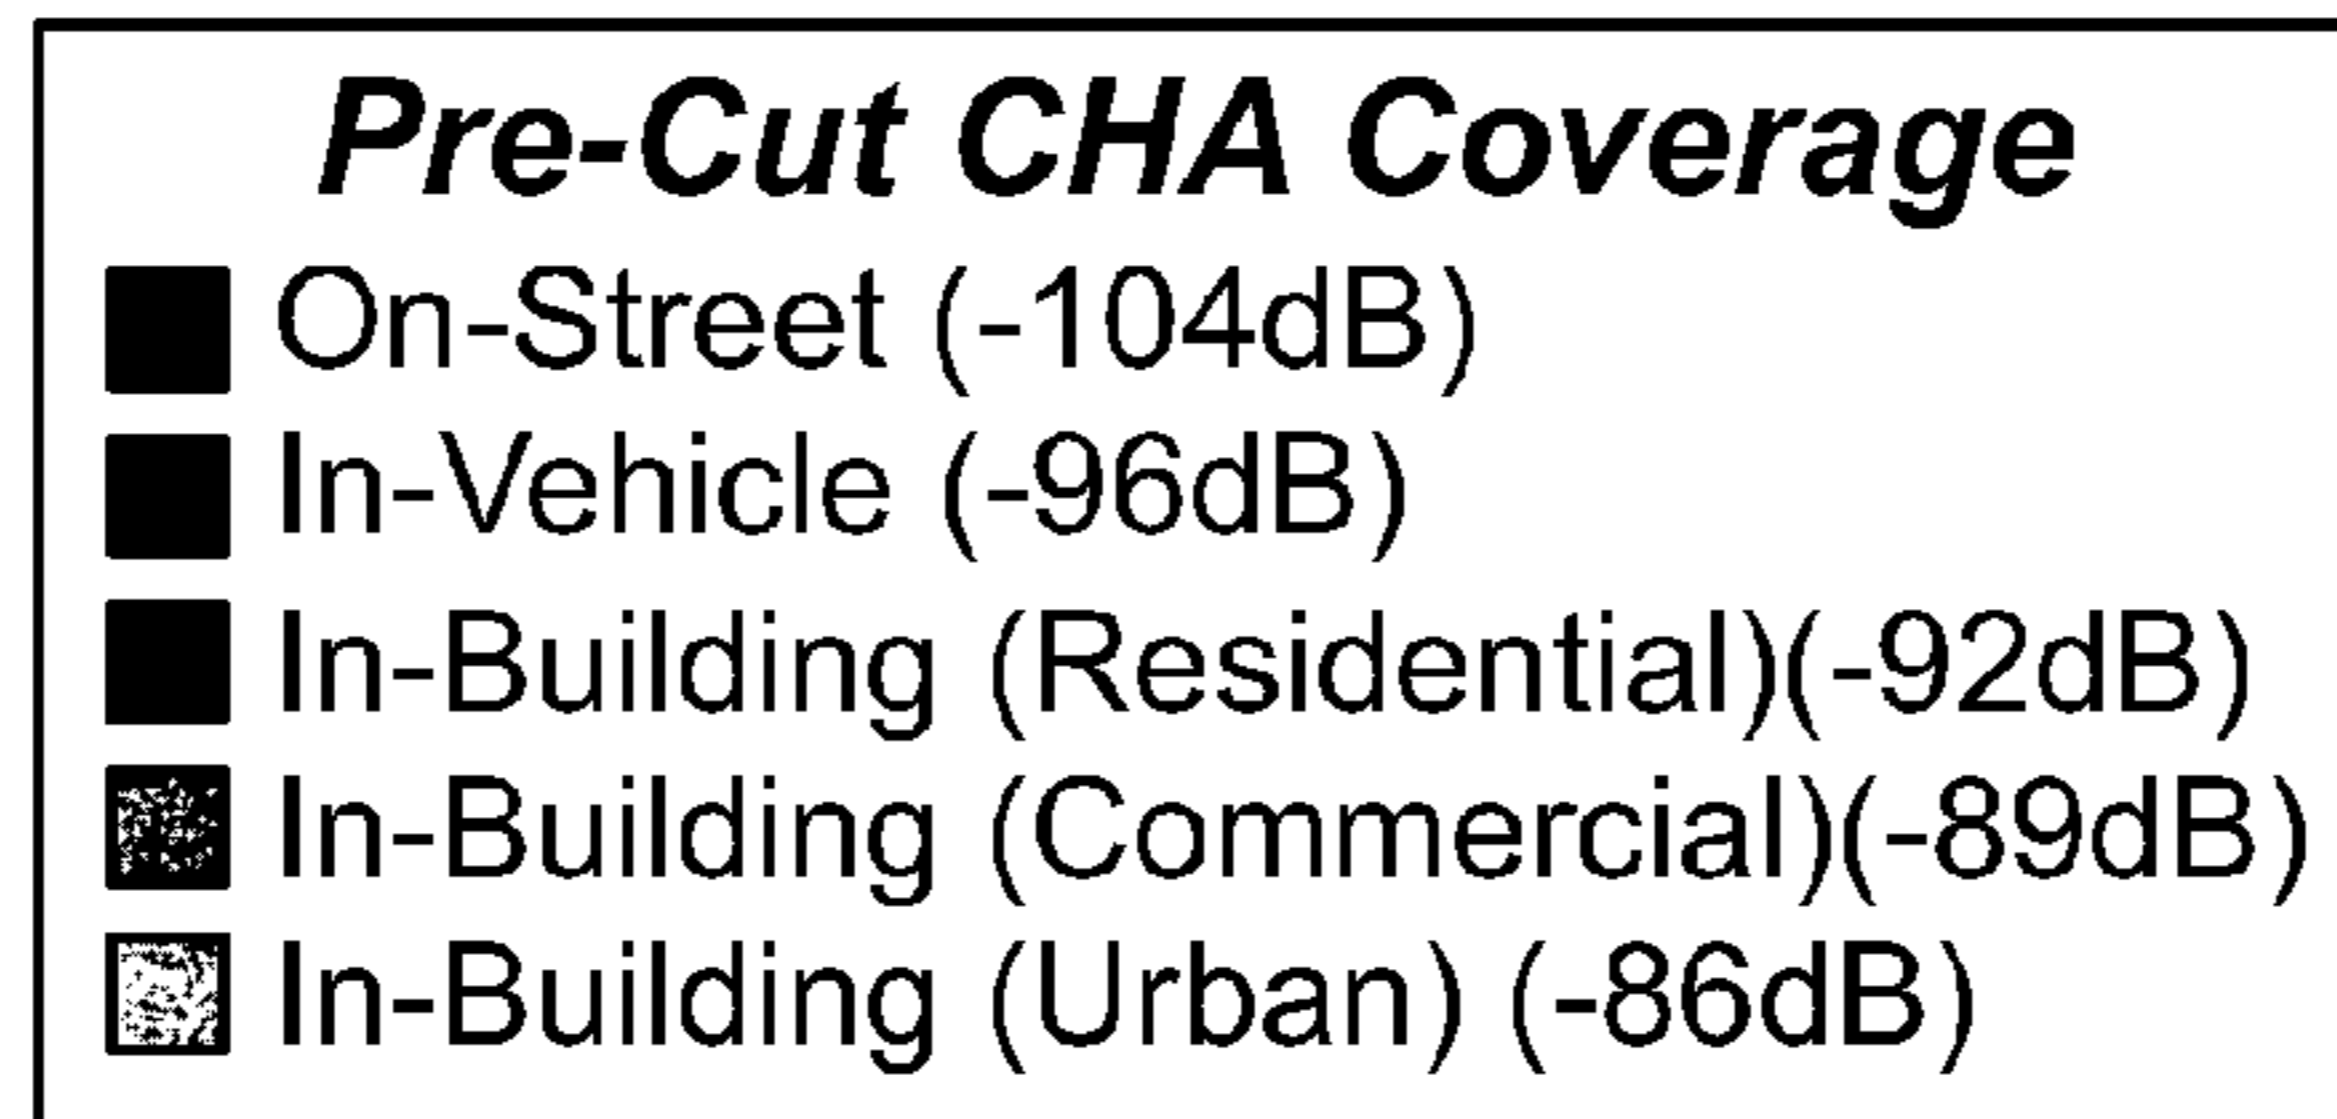 Pre-Cut CHA Coverage
On-Street (-104dB)
In-Vehicle (-96dB)
In-Building (Residential)(-92dB)
In-Building (Commercial)(-89dB)
In-Building (Urban) (-86dB)